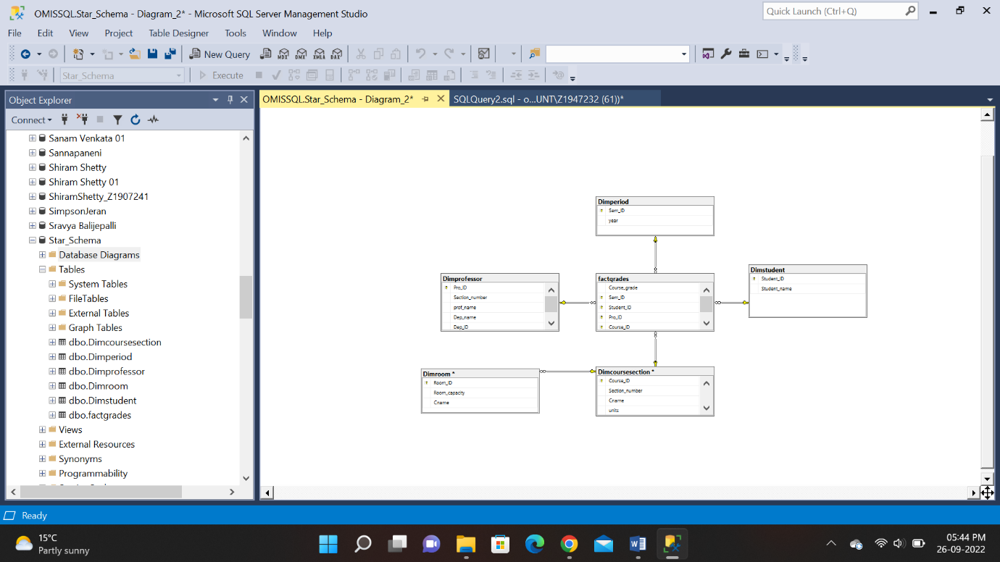 OMISSQL.Star_Schema - Diagram_2* - Microsoft SQL Server Management Studio
Quick Launch (Ctrl+Q)
File Edit View Project Table Designer Tools Window Help
New Query MDX DMX XMLA DAX
Star_Schema Execute
Object Explorer
OMISSQL.Star_Schema - Diagram_2* SQLQuery2.sql - o...UNT\Z1947232 (61))*
Connect
Sanam Venkata 01
Sannapaneni
Shiram Shetty
Shiram Shetty 01
ShiramShetty_Z1907241
SimpsonJeran
Sravya Balijepalli
Star_Schema
Database Diagrams
Tables
System Tables
FileTables
External Tables
Graph Tables
dbo.Dimcoursesection
dbo.Dimperiod
dbo.Dimprofessor
dbo.Dimroom
dbo.Dimstudent
dbo.factgrades
Views
External Resources
Synonyms
Programmability
Dimperiod
Sem_ID
year
Dimprofessor
Pro_ID
Section_number
prof_name
Dep_name
Dep_ID
factgrades
Course_grade
Sem_ID
Student_ID
Pro_ID
Course_ID
Dimstudent
Student_ID
Student_name
Dimroom *
Room_ID
Room_capacity
Cname
Dimcoursesection *
Course_ID
Section_number
Cname
units
Ready
15°C
Partly sunny
05:44 PM
26-09-2022